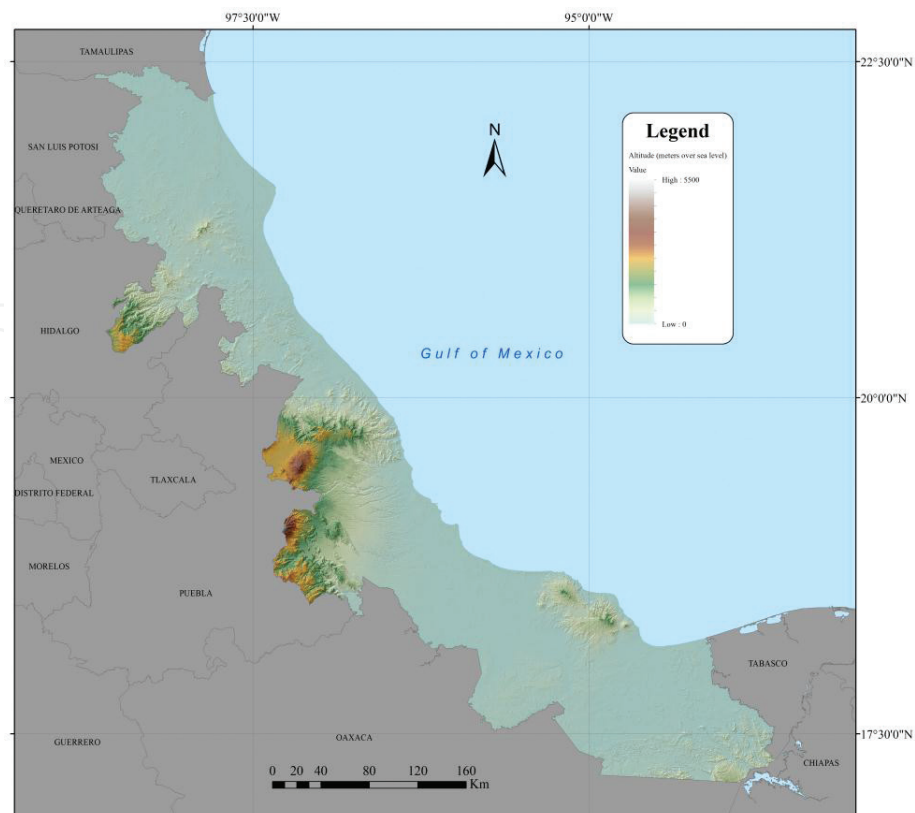 97°30'0"W
95°0'0"W
TAMAULIPAS
22°30'0"N
N
Legend
Altitude (meters over sea level)
Value
High : 5500
Low : 0
SAN LUIS POTOSI
QUERETARO DE ARTEAGA
HIDALGO
Gulf of Mexico
20°0'0"N
MEXICO
TLAXCALA
DISTRITO FEDERAL
MORELOS
PUEBLA
TABASCO
GUERRERO
OAXACA
17°30'0"N
CHIAPAS
0 20 40 80 120 160
Km